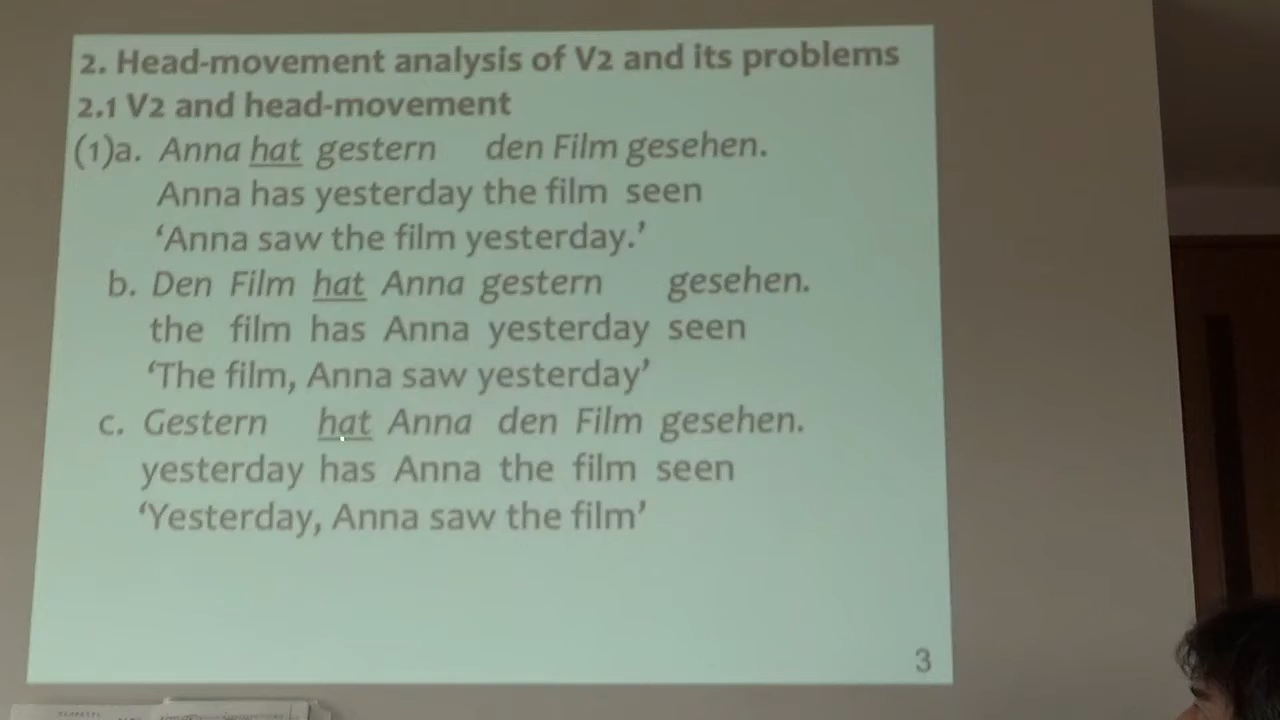 2. Head-movement analysis of V2 and its problems
2.1 V2 and head-movement
(1)a. Anna hat gestern den Film gesehen.
Anna has yesterday the film seen
‘Anna saw the film yesterday.’
b. Den Film hat Anna gestern gesehen.
the film has Anna yesterday seen
‘The film, Anna saw yesterday’
c. Gestern hat Anna den Film gesehen.
yesterday has Anna the film seen
‘Yesterday, Anna saw the film’
3